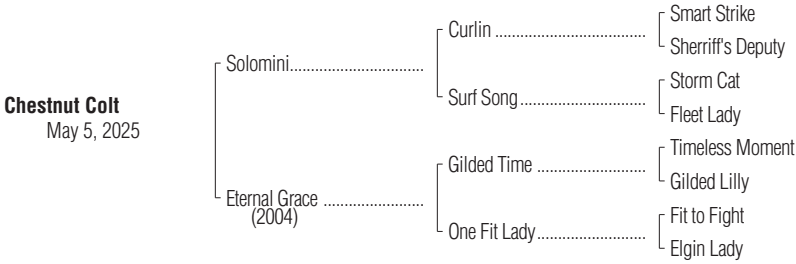 Smart Strike
Curlin ....................................
Sherriff's Deputy
Solomini................................
Storm Cat
Surf Song..............................
Fleet Lady
Chestnut Colt
May 5, 2025
Timeless Moment
Gilded Time ..........................
Gilded Lilly
Eternal Grace ........................
(2004)
Fit to Fight
One Fit Lady..........................
Elgin Lady